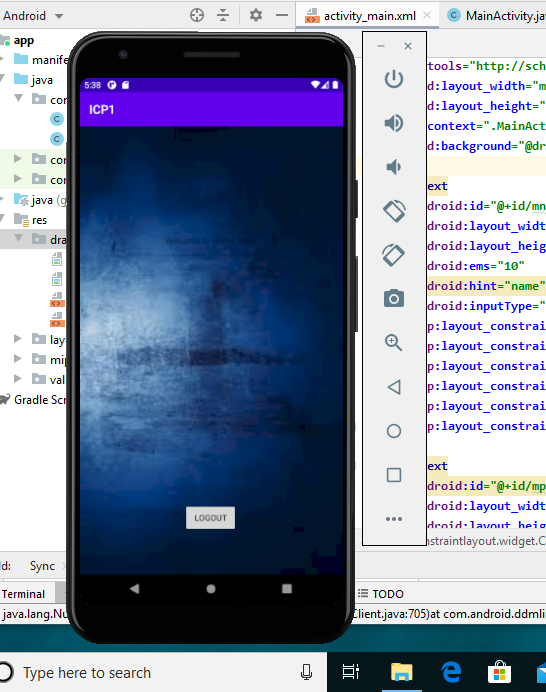 Android
activity_main.xml
MainActivity.jav
app
manife
java
com
com
com
java (g
res
dra
lay
mip
val
Gradle Scr
5:38
ICP1
LOGOUT
tools="http://sch
d:layout_width="m
d:layout_height="
context=".MainAct
d:background="@dr
ext
droid:id="@+id/mn
droid:layout_widt
droid:layout_heig
droid:ems="10"
droid:hint="name"
droid:inputType="
p:layout_constrai
p:layout_constrai
p:layout_constrai
p:layout_constrai
p:layout_constrai
ext
droid:id="@+id/mp
droid:layout_widt
droid:layout_heig
nstraintlayout.widget.C
ld:
Sync
Terminal
TODO
java.lang.Nu
Client.java:705)at com.android.ddmli
Type here to search